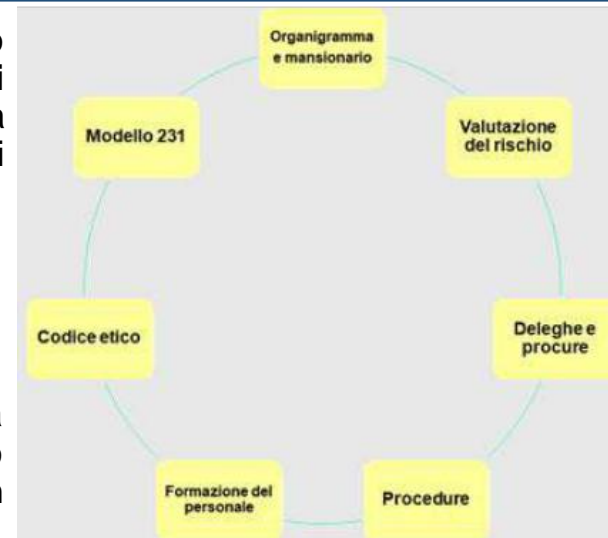 Organigramma
e mansionario
Valutazione
del rischio
Deleghe e
procure
Procedure
Formazione del
personale
Codice etico
Modello 231